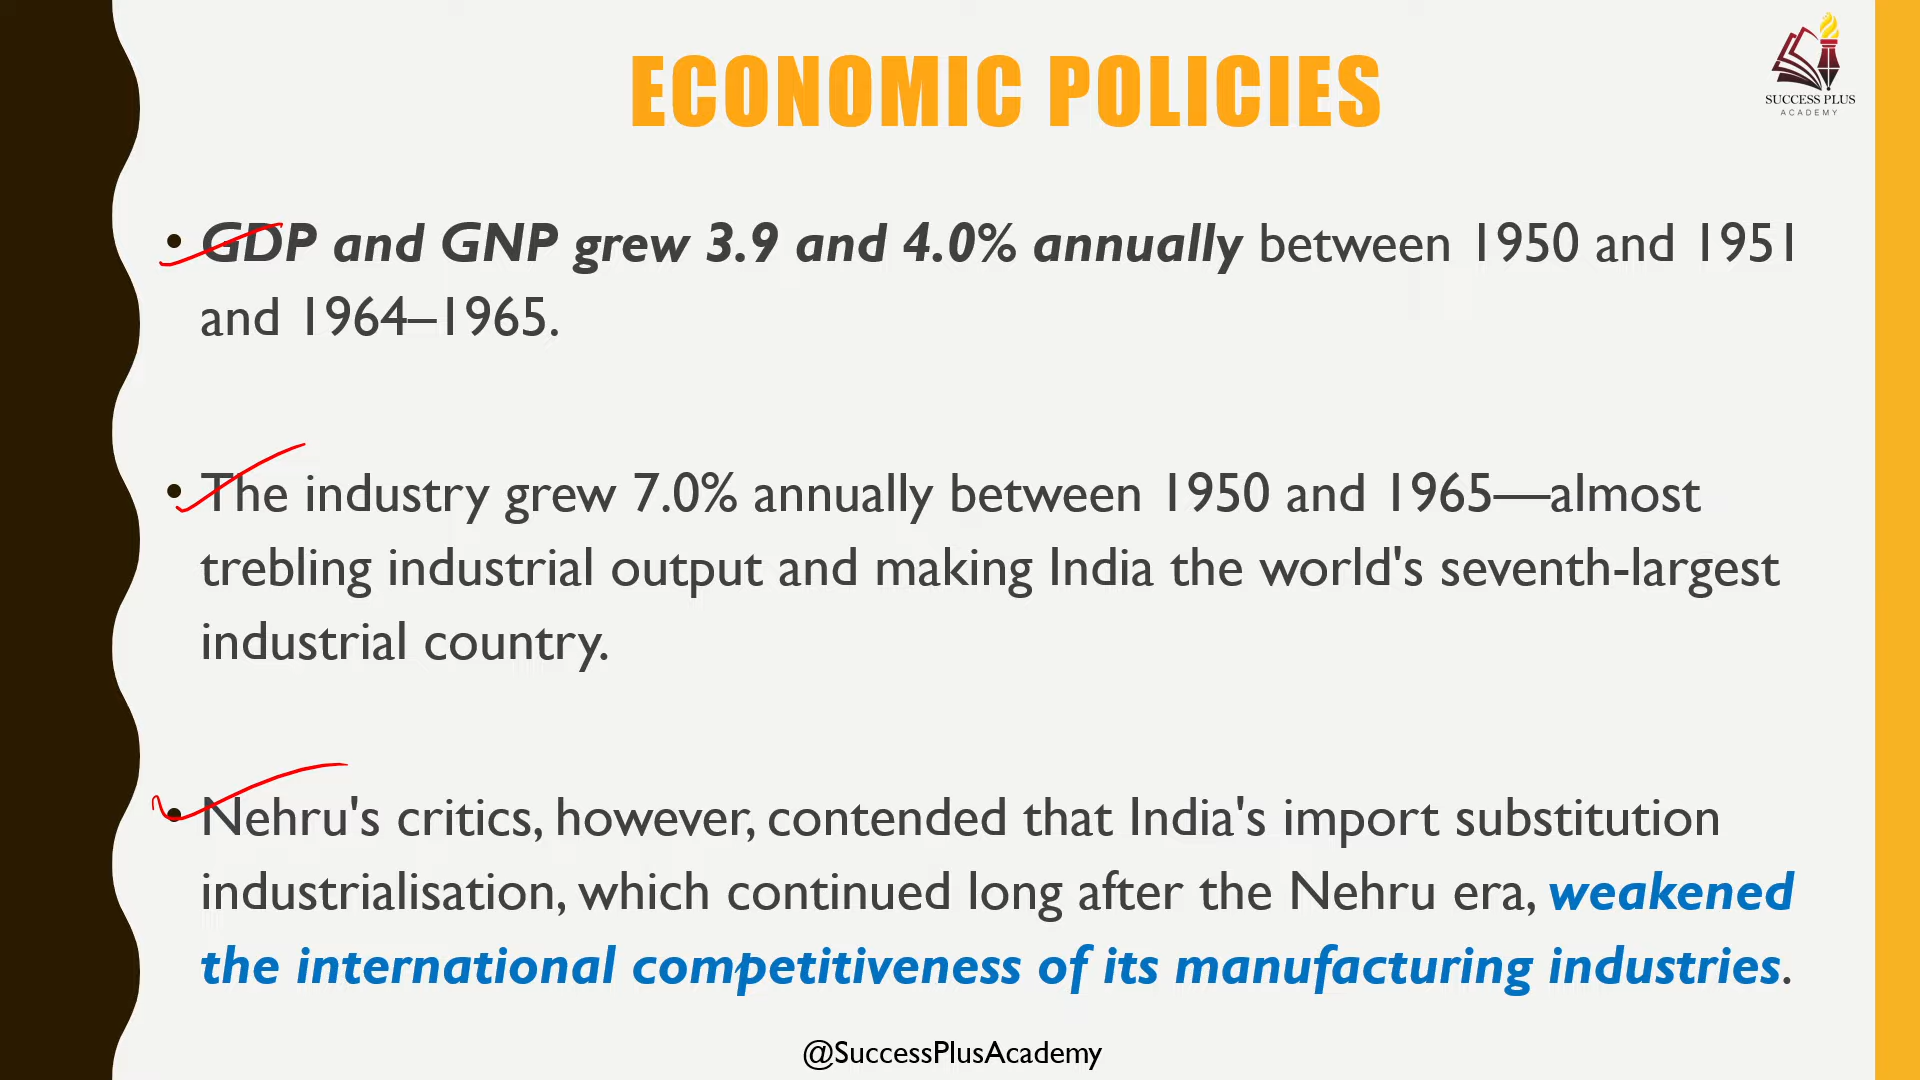 ECONOMIC POLICIES
SUCCESS PLUS
ACADEMY
• GDP and GNP grew 3.9 and 4.0% annually between 1950 and 1951
and 1964–1965.
• The industry grew 7.0% annually between 1950 and 1965—almost
trebling industrial output and making India the world's seventh-largest
industrial country.
• Nehru's critics, however, contended that India's import substitution
industrialisation, which continued long after the Nehru era, weakened
the international competitiveness of its manufacturing industries.
@SuccessPlusAcademy